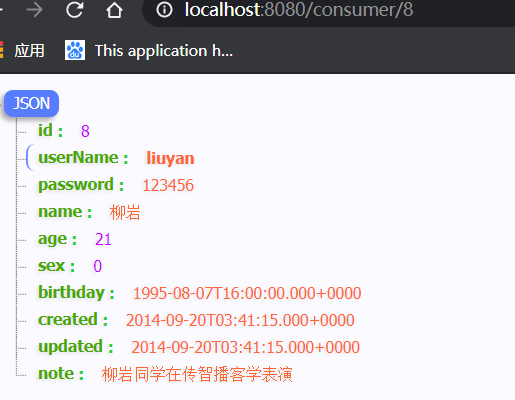 localhost:8080/consumer/8
应用 This application h...
JSON
id : 8
userName : liuyan
password : 123456
name : 柳岩
age : 21
sex : 0
birthday : 1995-08-07T16:00:00.000+0000
created : 2014-09-20T03:41:15.000+0000
updated : 2014-09-20T03:41:15.000+0000
note : 柳岩同学在传智播客学表演